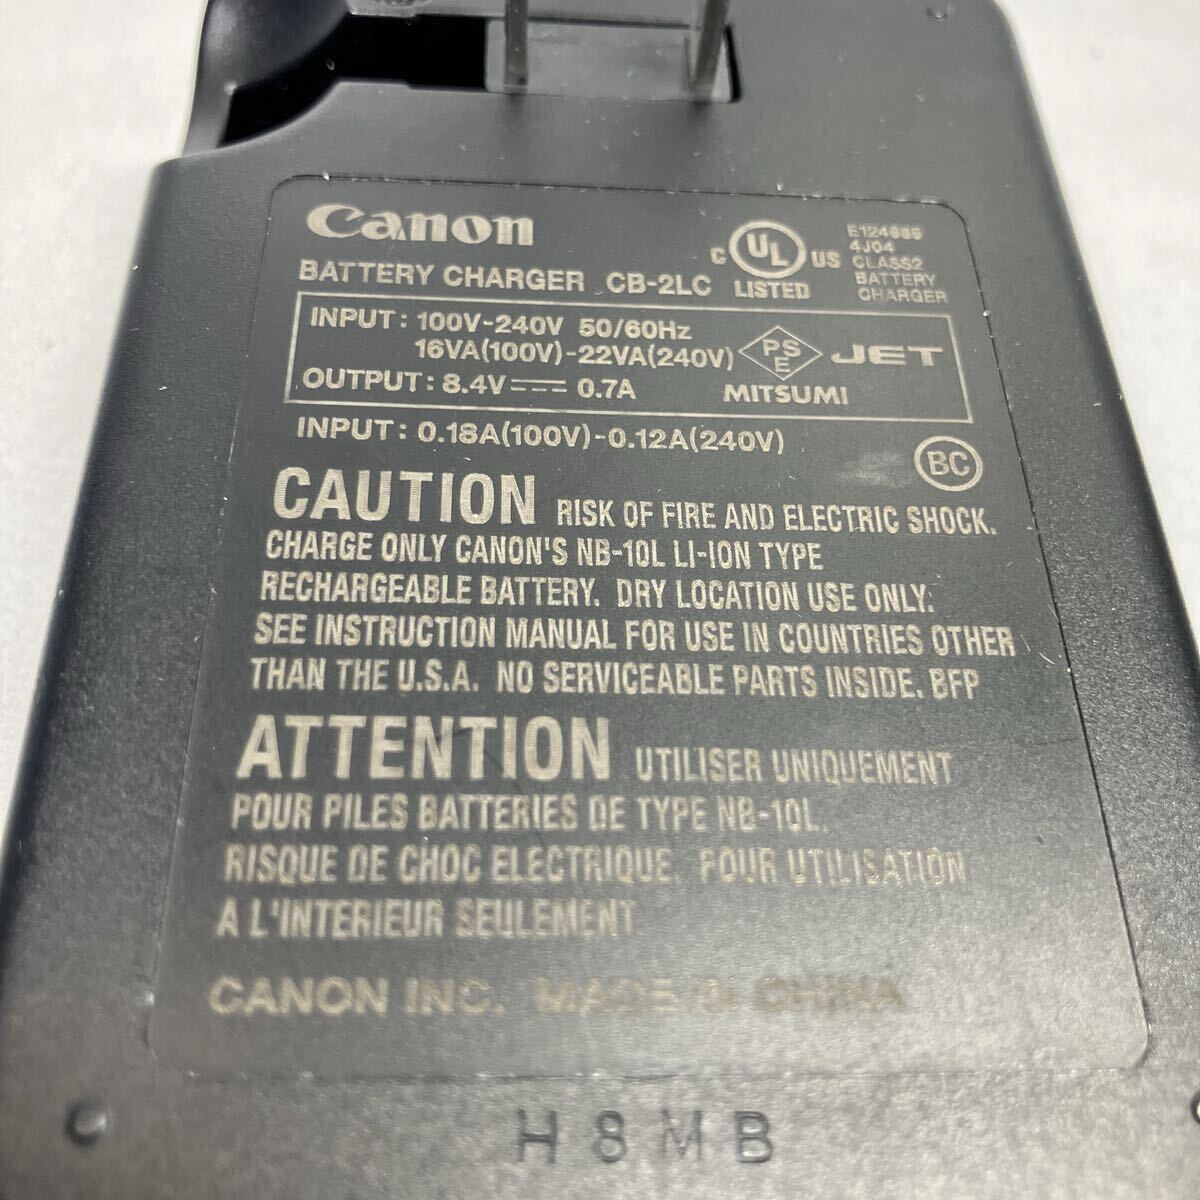 Canon
BATTERY CHARGER CB-2LC
C UL US
LISTED
4J04
CLASS2
BATTERY
CHARGER
INPUT: 100V-240V 50/60Hz
16VA(100V)-22VA(240V)
OUTPUT: 8.4V⎓ 0.7A
PSE
JET
MITSUMI
INPUT: 0.18A(100V)-0.12A(240V)
BC
CAUTION RISK OF FIRE AND ELECTRIC SHOCK.
CHARGE ONLY CANON'S NB-10L LI-ION TYPE
RECHARGEABLE BATTERY. DRY LOCATION USE ONLY.
SEE INSTRUCTION MANUAL FOR USE IN COUNTRIES OTHER
THAN THE U.S.A. NO SERVICEABLE PARTS INSIDE. BFP
ATTENTION UTILISER UNIQUEMENT
POUR PILES BATTERIES DE TYPE NB-10L.
RISQUE DE CHOC ELECTRIQUE. POUR UTILISATION
A L'INTERIEUR SEULEMENT
CANON INC. MADE IN CHINA
H8MB